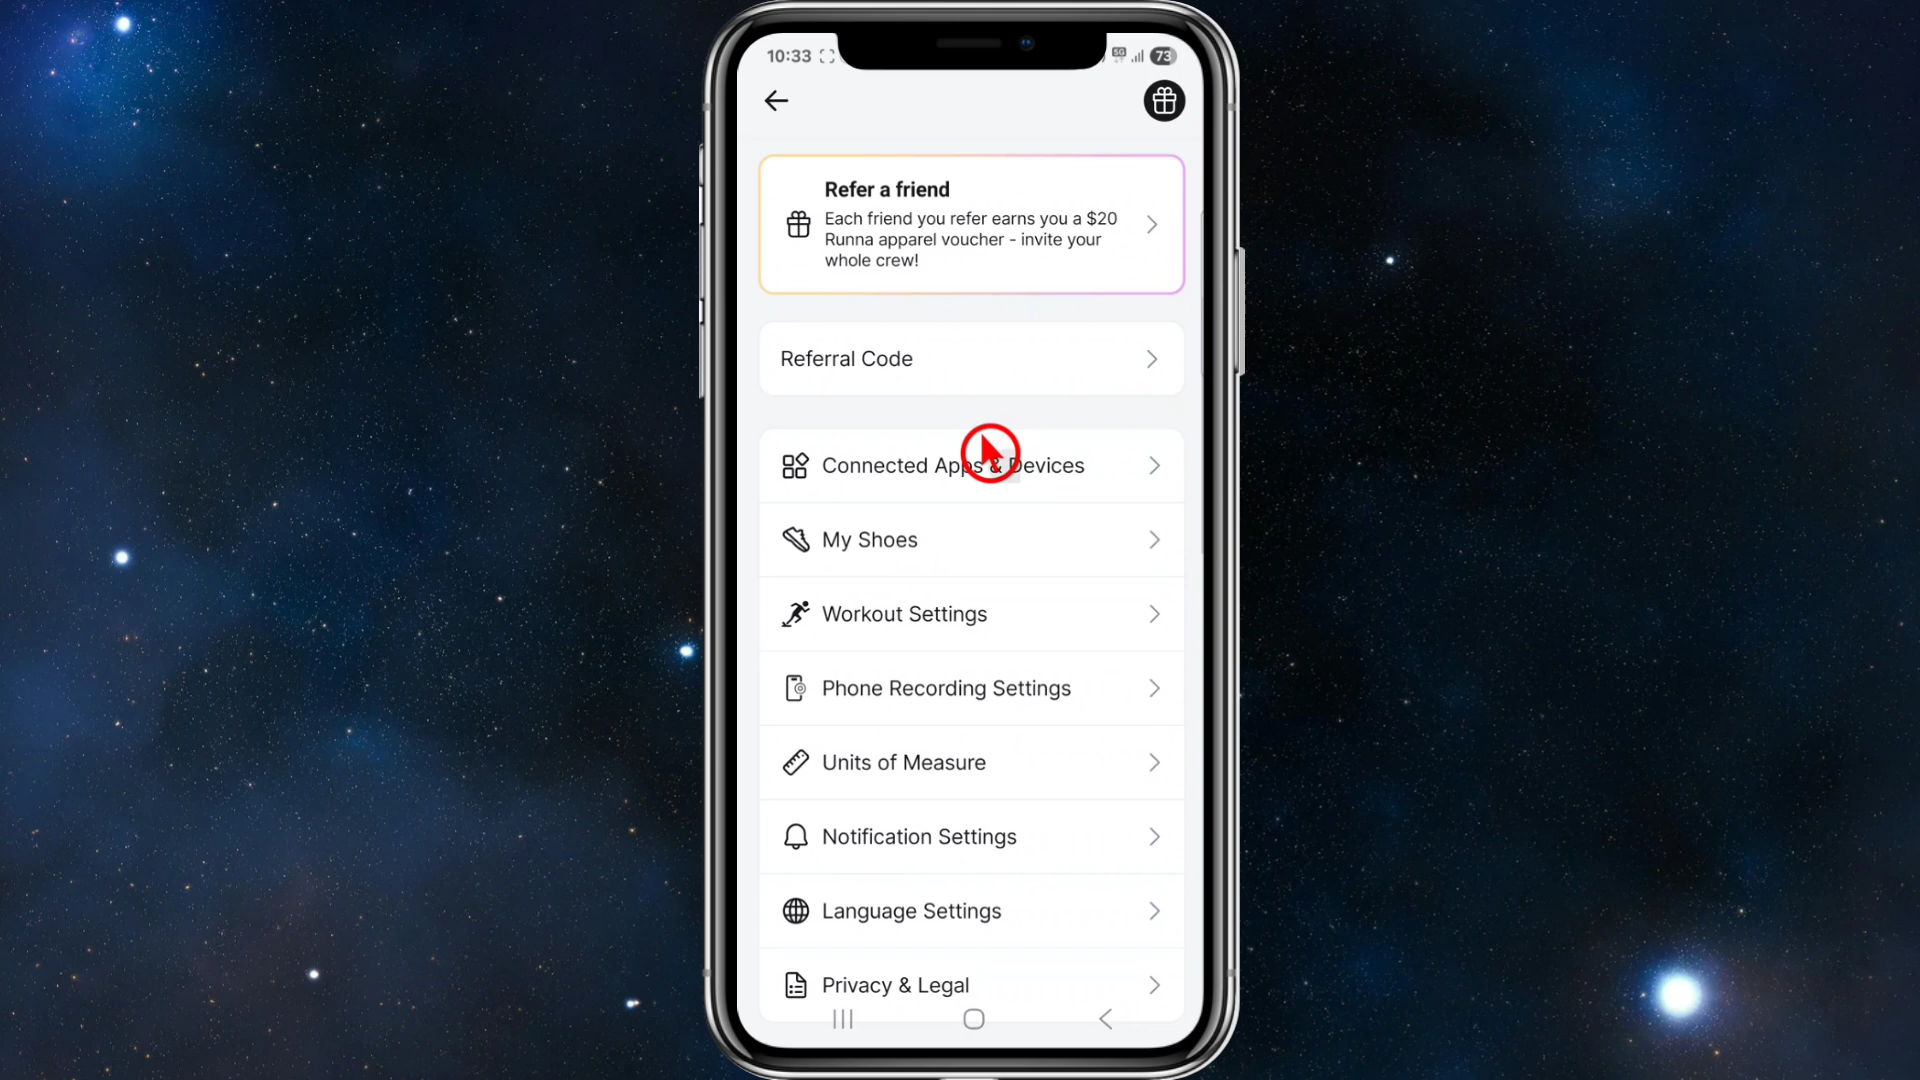 10:33
5G
73
Refer a friend
Each friend you refer earns you a $20
Runna apparel voucher - invite your
whole crew!
Referral Code
Connected Apps & Devices
My Shoes
Workout Settings
Phone Recording Settings
Units of Measure
Notification Settings
Language Settings
Privacy & Legal